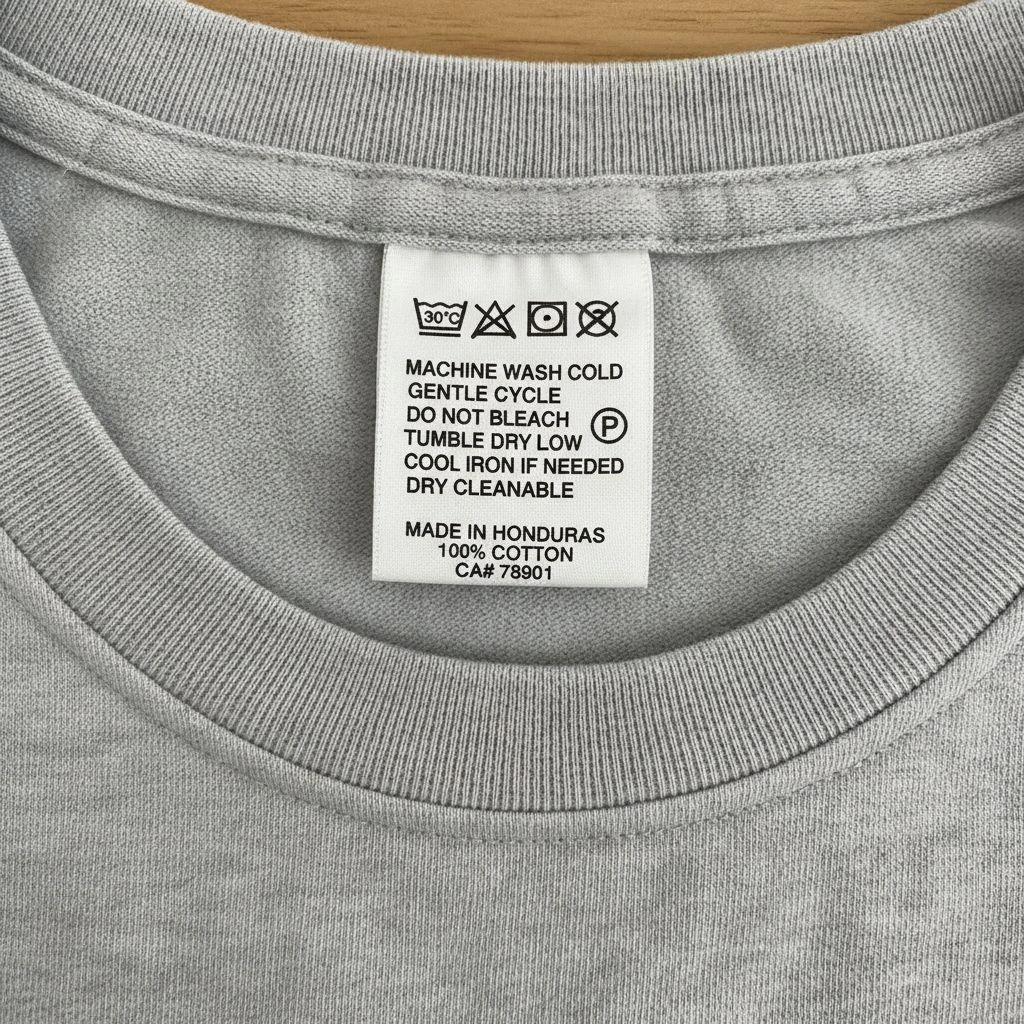 30°C
MACHINE WASH COLD
GENTLE CYCLE
DO NOT BLEACH
TUMBLE DRY LOW
P
COOL IRON IF NEEDED
DRY CLEANABLE
MADE IN HONDURAS
100% COTTON
CA# 78901